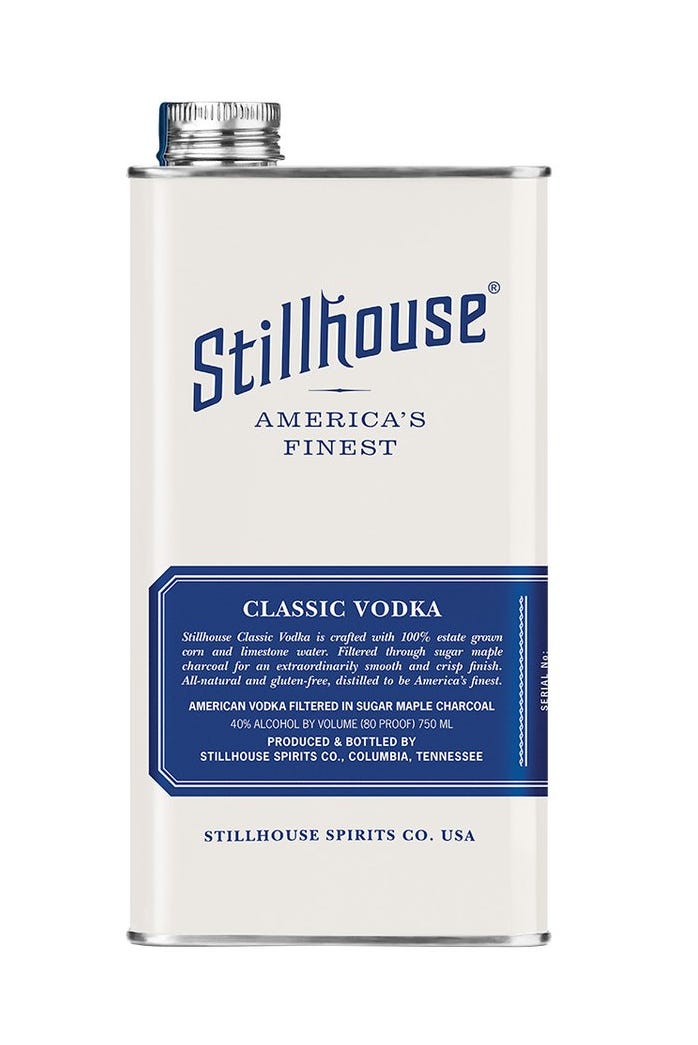 Stillhouse®
AMERICA'S
FINEST
CLASSIC VODKA
Stillhouse Classic Vodka is crafted with 100% estate grown
corn and limestone water. Filtered through sugar maple
charcoal for an extraordinarily smooth and crisp finish.
All-natural and gluten-free, distilled to be America's finest.
AMERICAN VODKA FILTERED IN SUGAR MAPLE CHARCOAL
40% ALCOHOL BY VOLUME (80 PROOF) 750 ML
PRODUCED & BOTTLED BY
STILLHOUSE SPIRITS CO., COLUMBIA, TENNESSEE
SERIAL No:
STILLHOUSE SPIRITS CO. USA